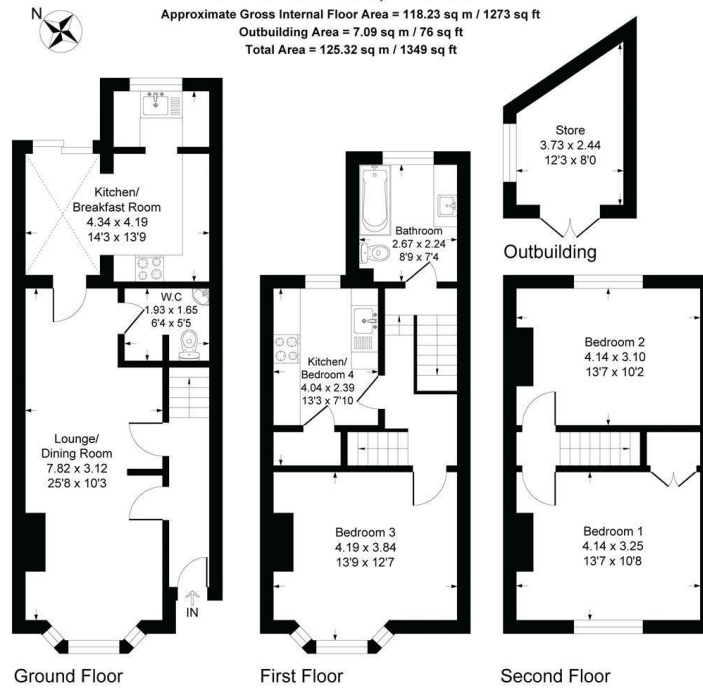 Approximate Gross Internal Floor Area = 118.23 sq m / 1273 sq ft
Outbuilding Area = 7.09 sq m / 76 sq ft
Total Area = 125.32 sq m / 1349 sq ft
N
Store
3.73 x 2.44
12'3 x 8'0
Outbuilding
Kitchen/
Breakfast Room
4.34 x 4.19
14'3 x 13'9
W.C
1.93 x 1.65
6'4 x 5'5
Lounge/
Dining Room
7.82 x 3.12
25'8 x 10'3
IN
Ground Floor
Bathroom
2.67 x 2.24
8'9 x 7'4
Kitchen/
Bedroom 4
4.04 x 2.39
13'3 x 7'10
Bedroom 3
4.19 x 3.84
13'9 x 12'7
First Floor
Bedroom 2
4.14 x 3.10
13'7 x 10'2
Bedroom 1
4.14 x 3.25
13'7 x 10'8
Second Floor